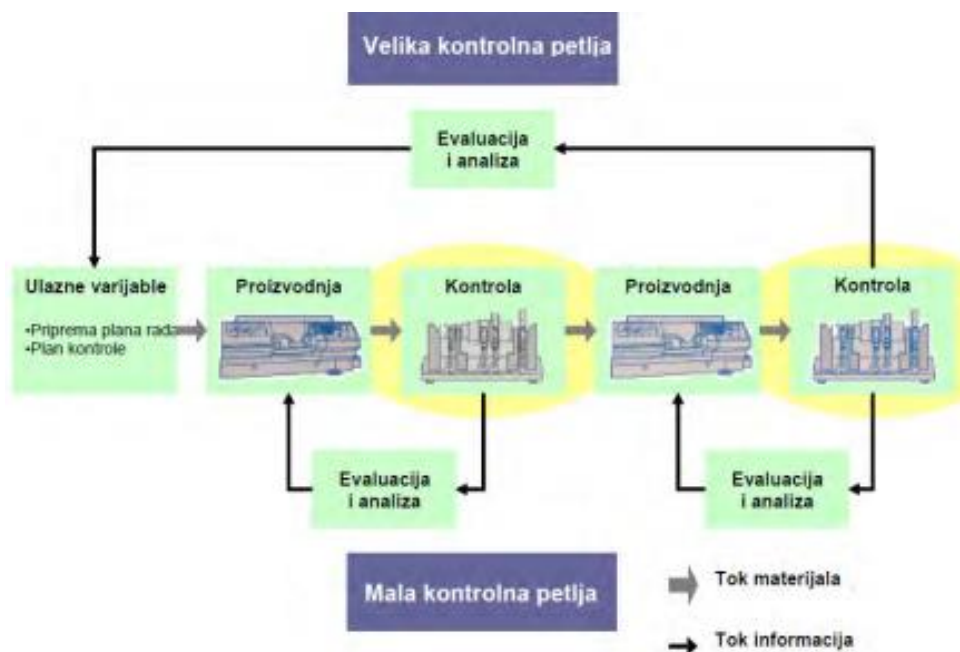 Velika kontrolna petlja
Evaluacija
i analiza
Ulazne varijable
•Priprema plana rada
•Plan kontrole
Proizvodnja
Kontrola
Proizvodnja
Kontrola
Evaluacija
i analiza
Evaluacija
i analiza
Mala kontrolna petlja
Tok materijala
Tok informacija